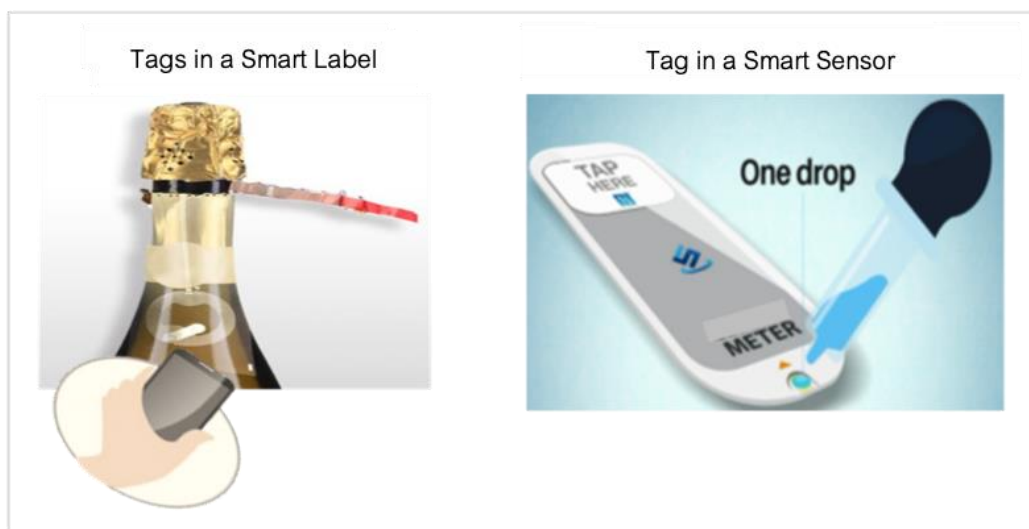 Tags in a Smart Label
Tag in a Smart Sensor
TAP
HERE
One drop
METER